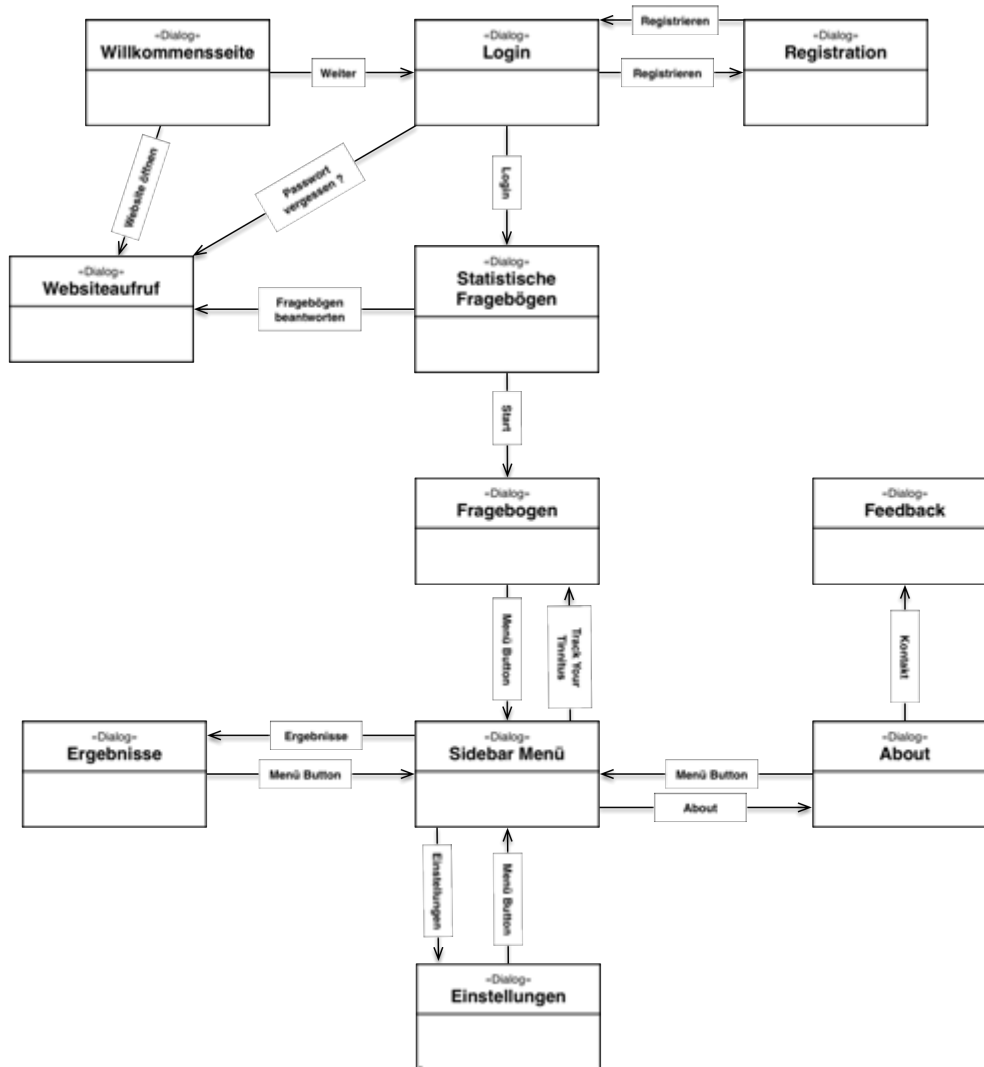 «Dialog»
Willkommensseite
Weiter
«Dialog»
Login
Registrieren
Registrieren
«Dialog»
Registration
Website öffnen
Passwort
vergessen ?
Login
«Dialog»
Websiteaufruf
Fragebögen
beantworten
«Dialog»
Statistische
Fragebögen
Start
«Dialog»
Fragebogen
«Dialog»
Feedback
Menü Button
Track Your
Tinnitus
Kontakt
«Dialog»
Ergebnisse
Ergebnisse
Menü Button
«Dialog»
Sidebar Menü
Menü Button
About
«Dialog»
About
Einstellungen
Menü Button
«Dialog»
Einstellungen